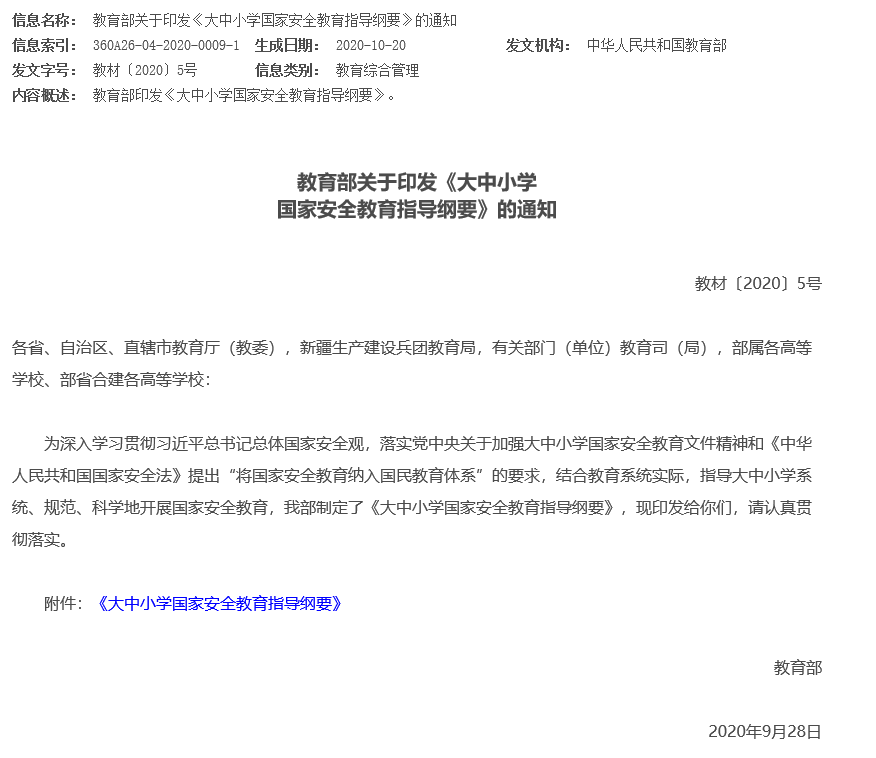 信息名称： 教育部关于印发《大中小学国家安全教育指导纲要》的通知
信息索引： 360A26-04-2020-0009-1 生成日期： 2020-10-20 发文机构： 中华人民共和国教育部
发文字号： 教材〔2020〕5号 信息类别： 教育综合管理
内容概述： 教育部印发《大中小学国家安全教育指导纲要》。
教育部关于印发《大中小学
国家安全教育指导纲要》的通知
教材〔2020〕5号
各省、自治区、直辖市教育厅（教委），新疆生产建设兵团教育局，有关部门（单位）教育司（局），部属各高等
学校、部省合建各高等学校：
为深入学习贯彻习近平总书记总体国家安全观，落实党中央关于加强大中小学国家安全教育文件精神和《中华
人民共和国国家安全法》提出“将国家安全教育纳入国民教育体系”的要求，结合教育系统实际，指导大中小学系
统、规范、科学地开展国家安全教育，我部制定了《大中小学国家安全教育指导纲要》，现印发给你们，请认真贯
彻落实。
附件：《大中小学国家安全教育指导纲要》
教育部
2020年9月28日